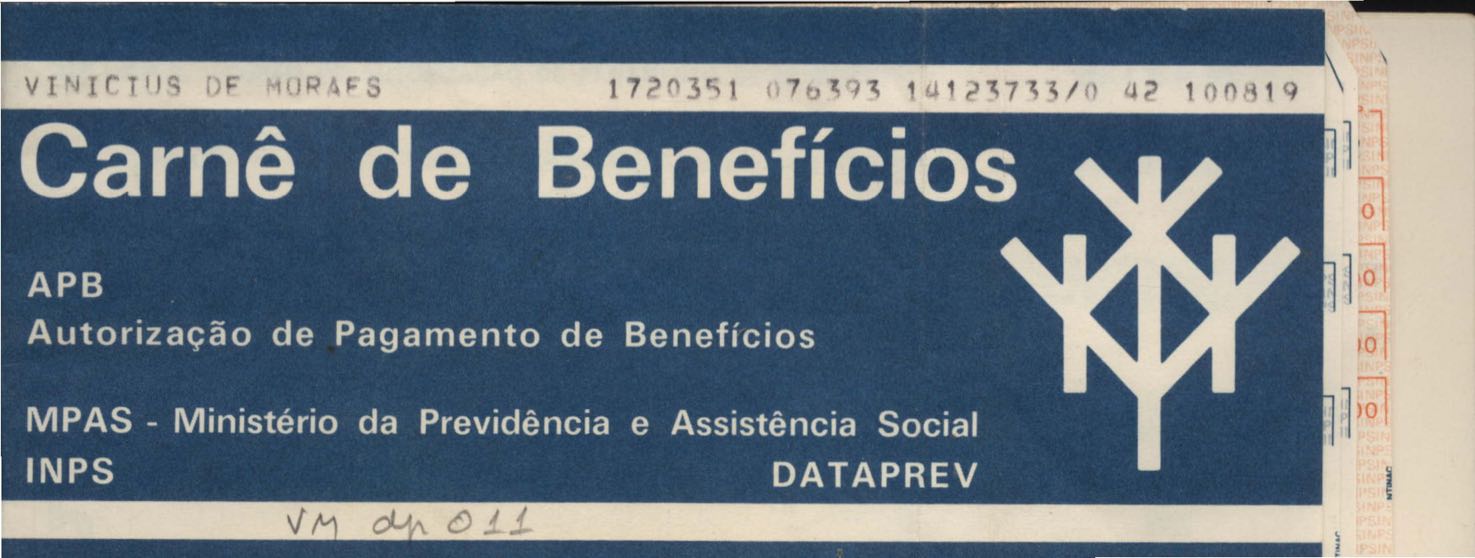 VINICIUS DE MORAES 1720351 076393 14123733/0 42 100819
Carnê de Benefícios
APB
Autorização de Pagamento de Benefícios
MPAS - Ministério da Previdência e Assistência Social
INPS DATAPREV
VM dp 011